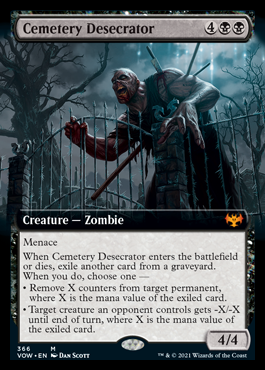 Cemetery Desecrator 4
Creature — Zombie
Menace
When Cemetery Desecrator enters the battlefield
or dies, exile another card from a graveyard.
When you do, choose one —
• Remove X counters from target permanent,
where X is the mana value of the exiled card.
• Target creature an opponent controls gets -X/-X
until end of turn, where X is the mana value of
the exiled card.
4/4
366 M
VOW • EN Dan Scott ™ & © 2021 Wizards of the Coast